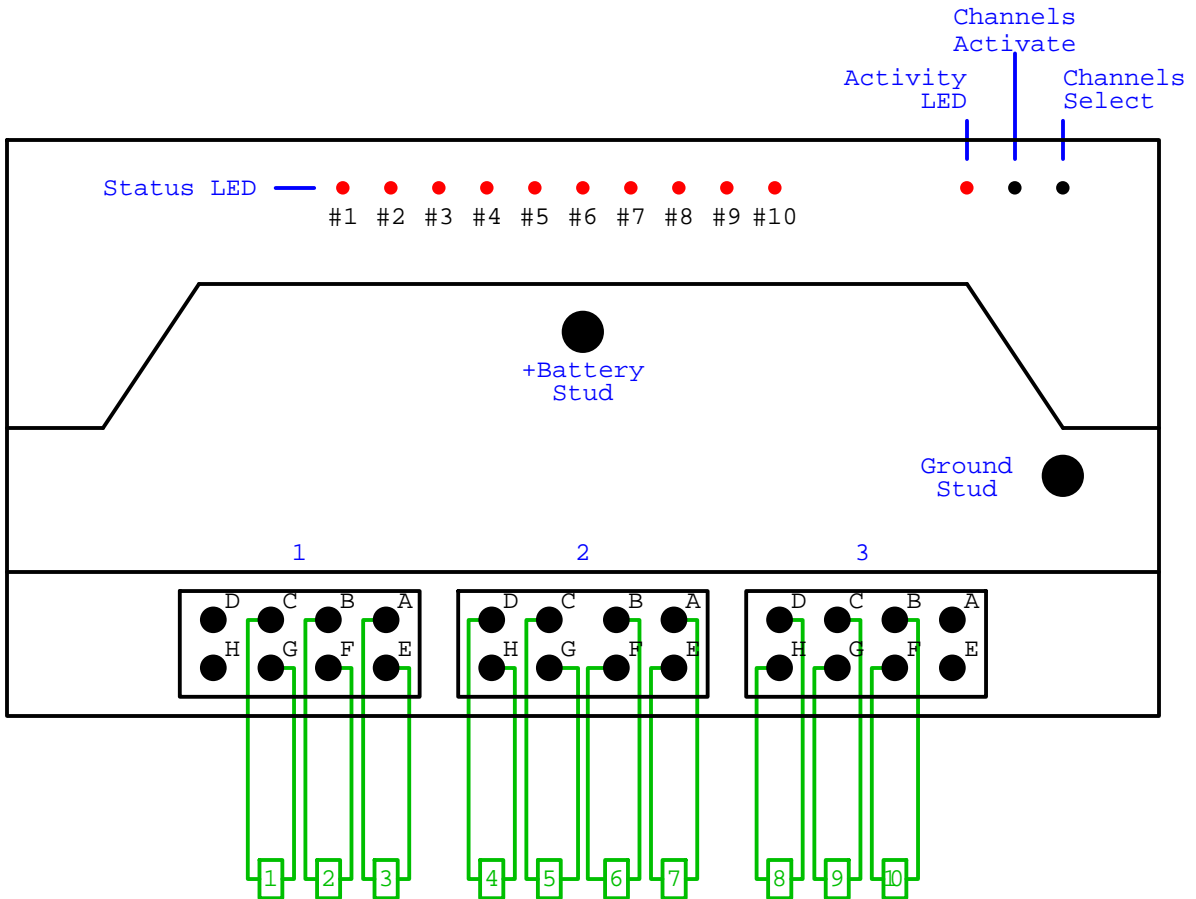 Channels
Activate
Activity
LED
Channels
Select
Status LED
#1 #2 #3 #4 #5 #6 #7 #8 #9 #10
+Battery
Stud
Ground
Stud
1 2 3
D C B A D C B A D C B A
H G F E H G F E H G F E
1 2 3 4 5 6 7 8 9 10